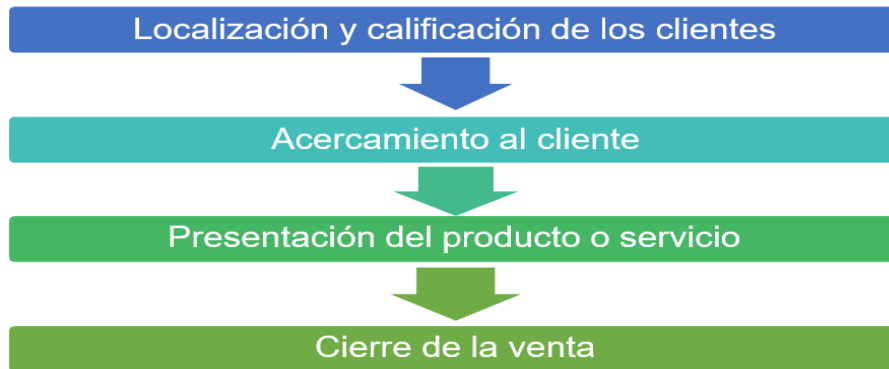 Localización y calificación de los clientes
Acercamiento al cliente
Presentación del producto o servicio
Cierre de la venta